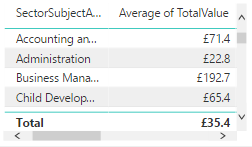 SectorSubjectA... Average of TotalValue
Accounting an... £71.4
Administration £22.8
Business Mana... £192.7
Child Develop... £65.4
Total £35.4